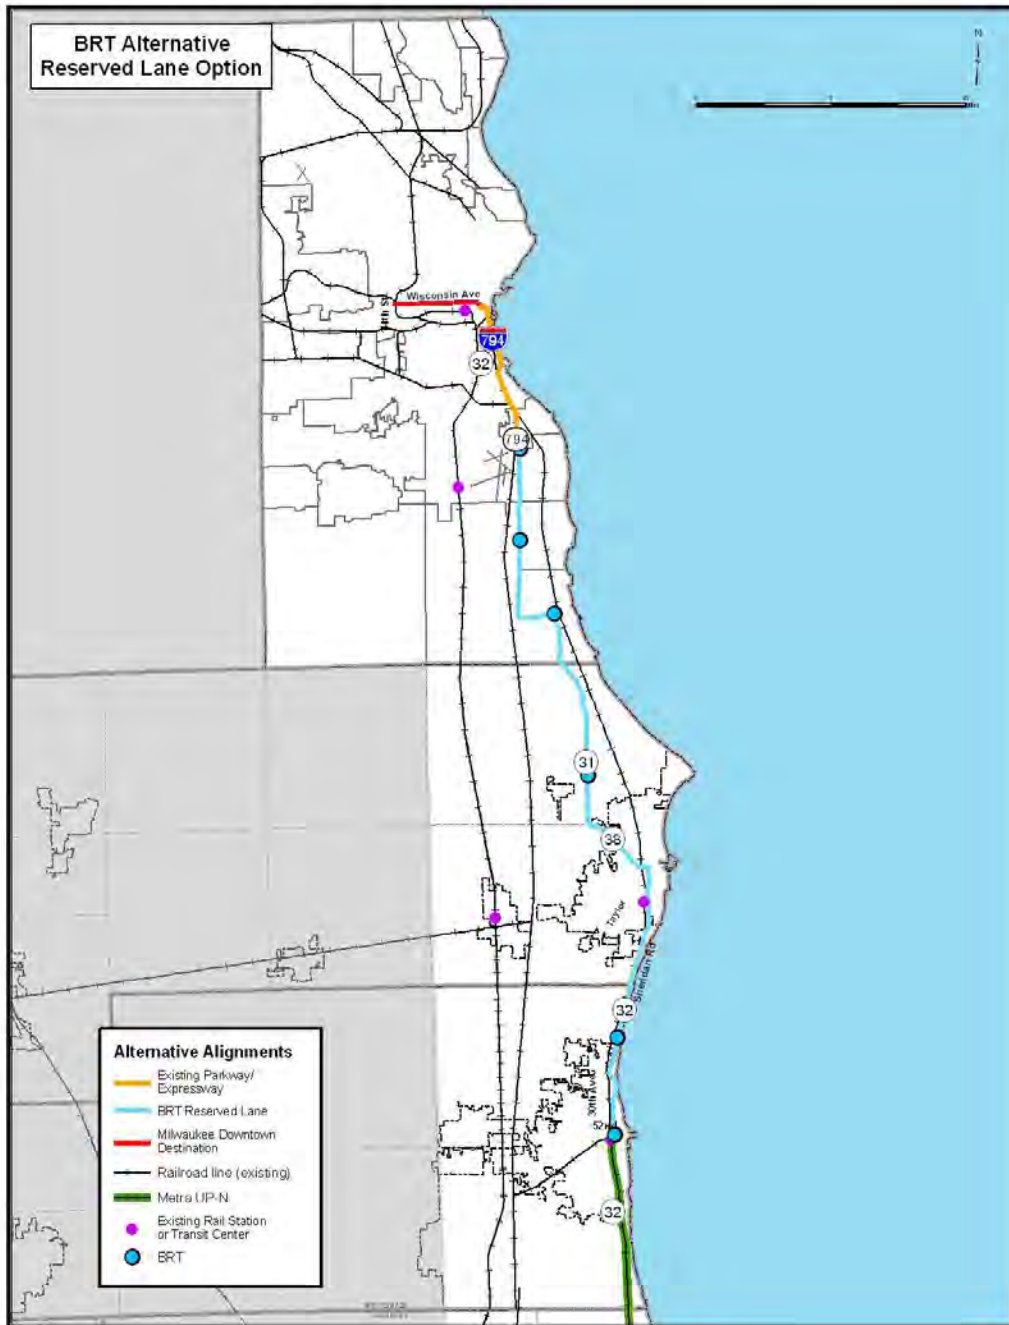 BRT Alternative
Reserved Lane Option
N
Wisconsin Ave
794
32
794
31
38
Taylor
Sheridan Rd
32
30th Ave
32
Alternative Alignments
Existing Parkway/
Expressway
BRT Reserved Lane
Milwaukee Downtown
Destination
Railroad line (existing)
Metra UP-N
Existing Rail Station
or Transit Center
BRT